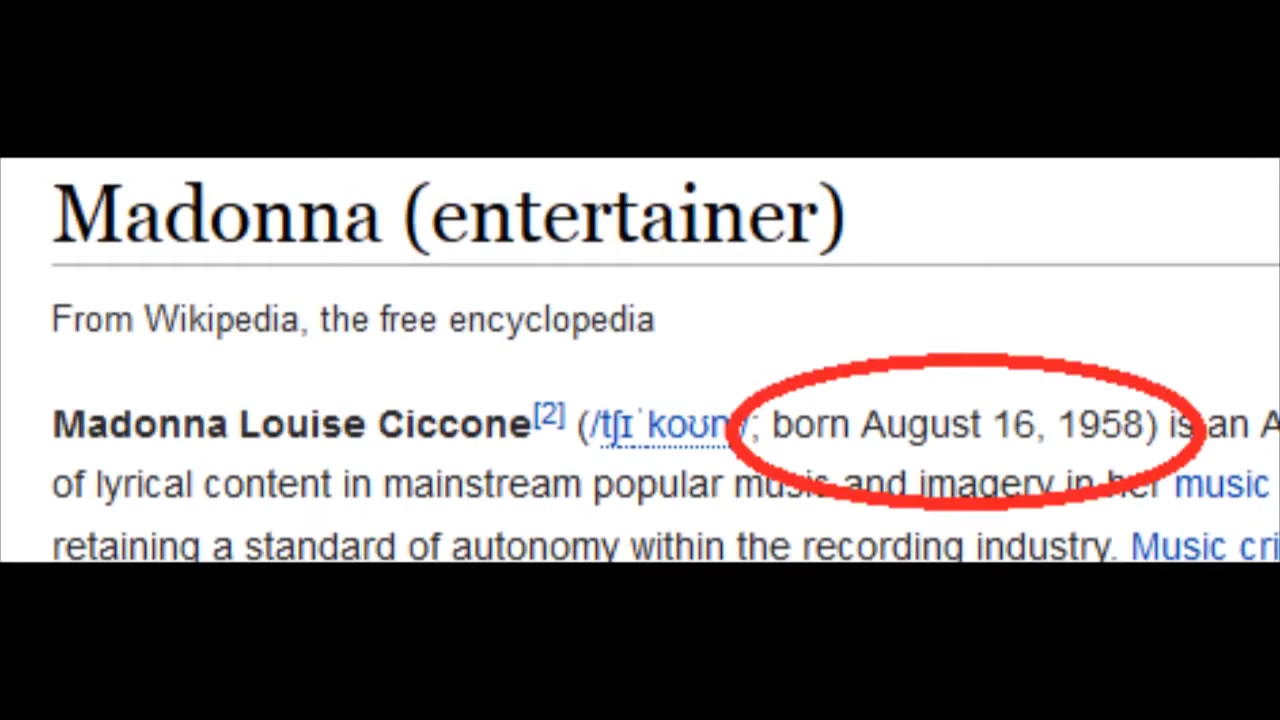 Madonna (entertainer)
From Wikipedia, the free encyclopedia
Madonna Louise Ciccone[2] (/tʃɪˈkoʊn/; born August 16, 1958) is an A
of lyrical content in mainstream popular music and imagery in her music
retaining a standard of autonomy within the recording industry. Music cri